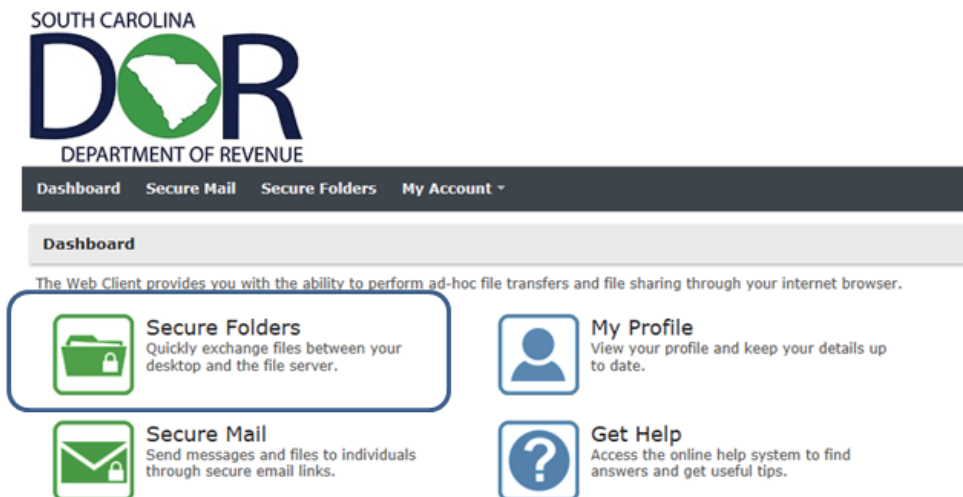 SOUTH CAROLINA
DOR
DEPARTMENT OF REVENUE
Dashboard Secure Mail Secure Folders My Account
Dashboard
The Web Client provides you with the ability to perform ad-hoc file transfers and file sharing through your internet browser.
Secure Folders
Quickly exchange files between your
desktop and the file server.
My Profile
View your profile and keep your details up
to date.
Secure Mail
Send messages and files to individuals
through secure email links.
Get Help
Access the online help system to find
answers and get useful tips.